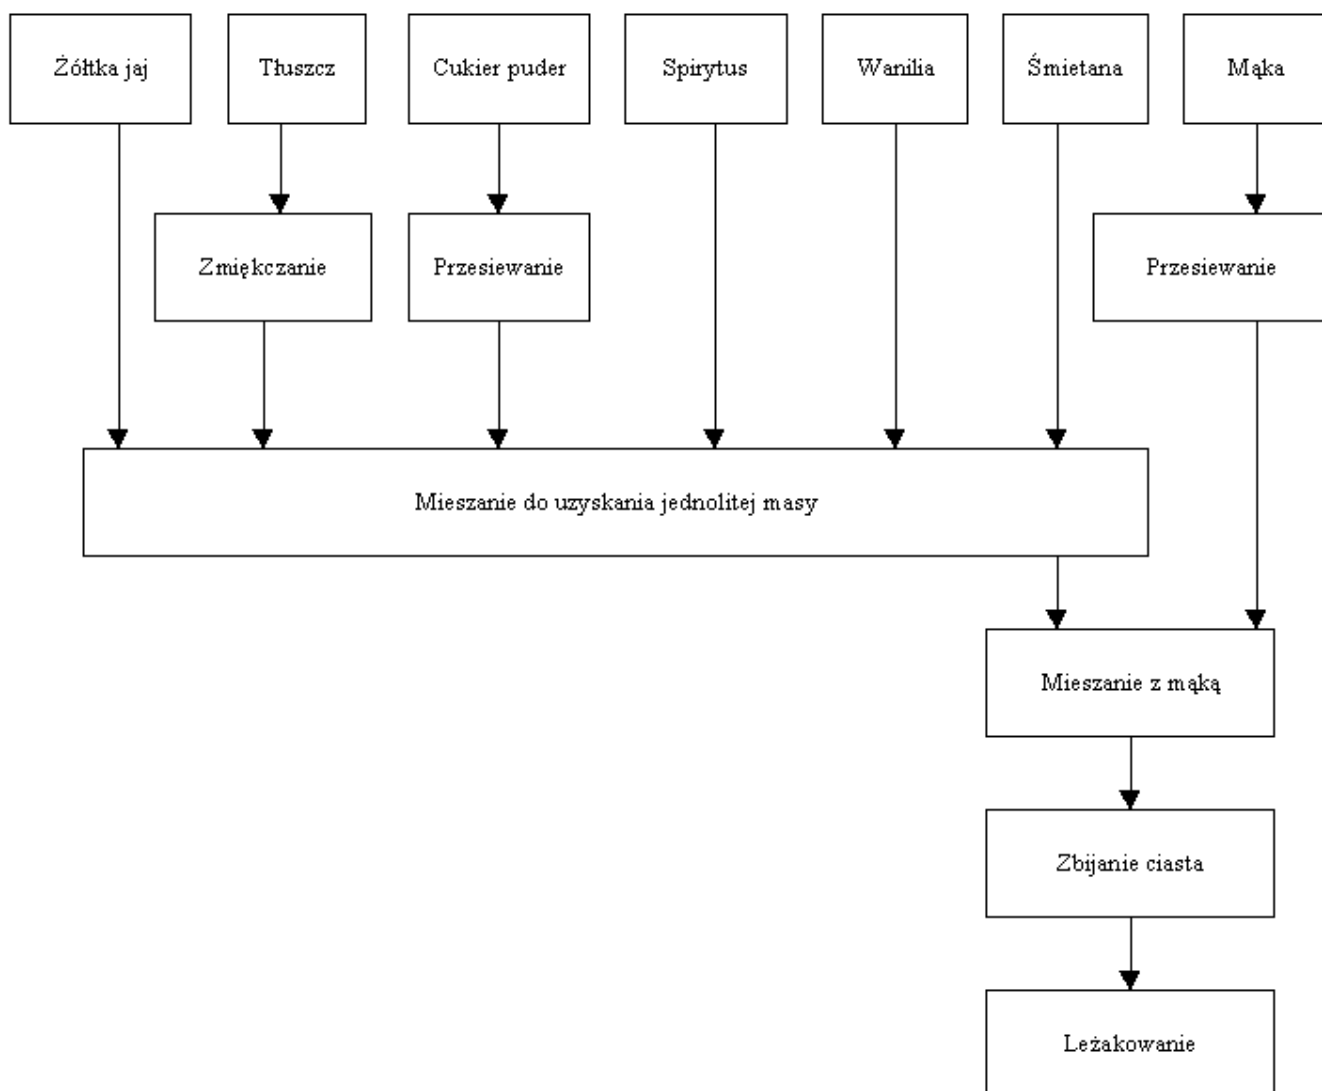 Żółtka jaj
Tłuszcz
Cukier puder
Spirytus
Wanilia
Śmietana
Mąka
Zmiękczanie
Przesiewanie
Przesiewanie
Mieszanie do uzyskania jednolitej masy
Mieszanie z mąką
Zbijanie ciasta
Leżakowanie